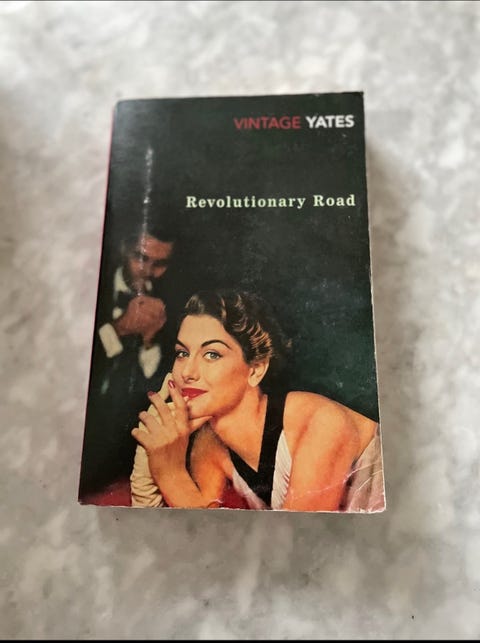 VINTAGE YATES
Revolutionary Road